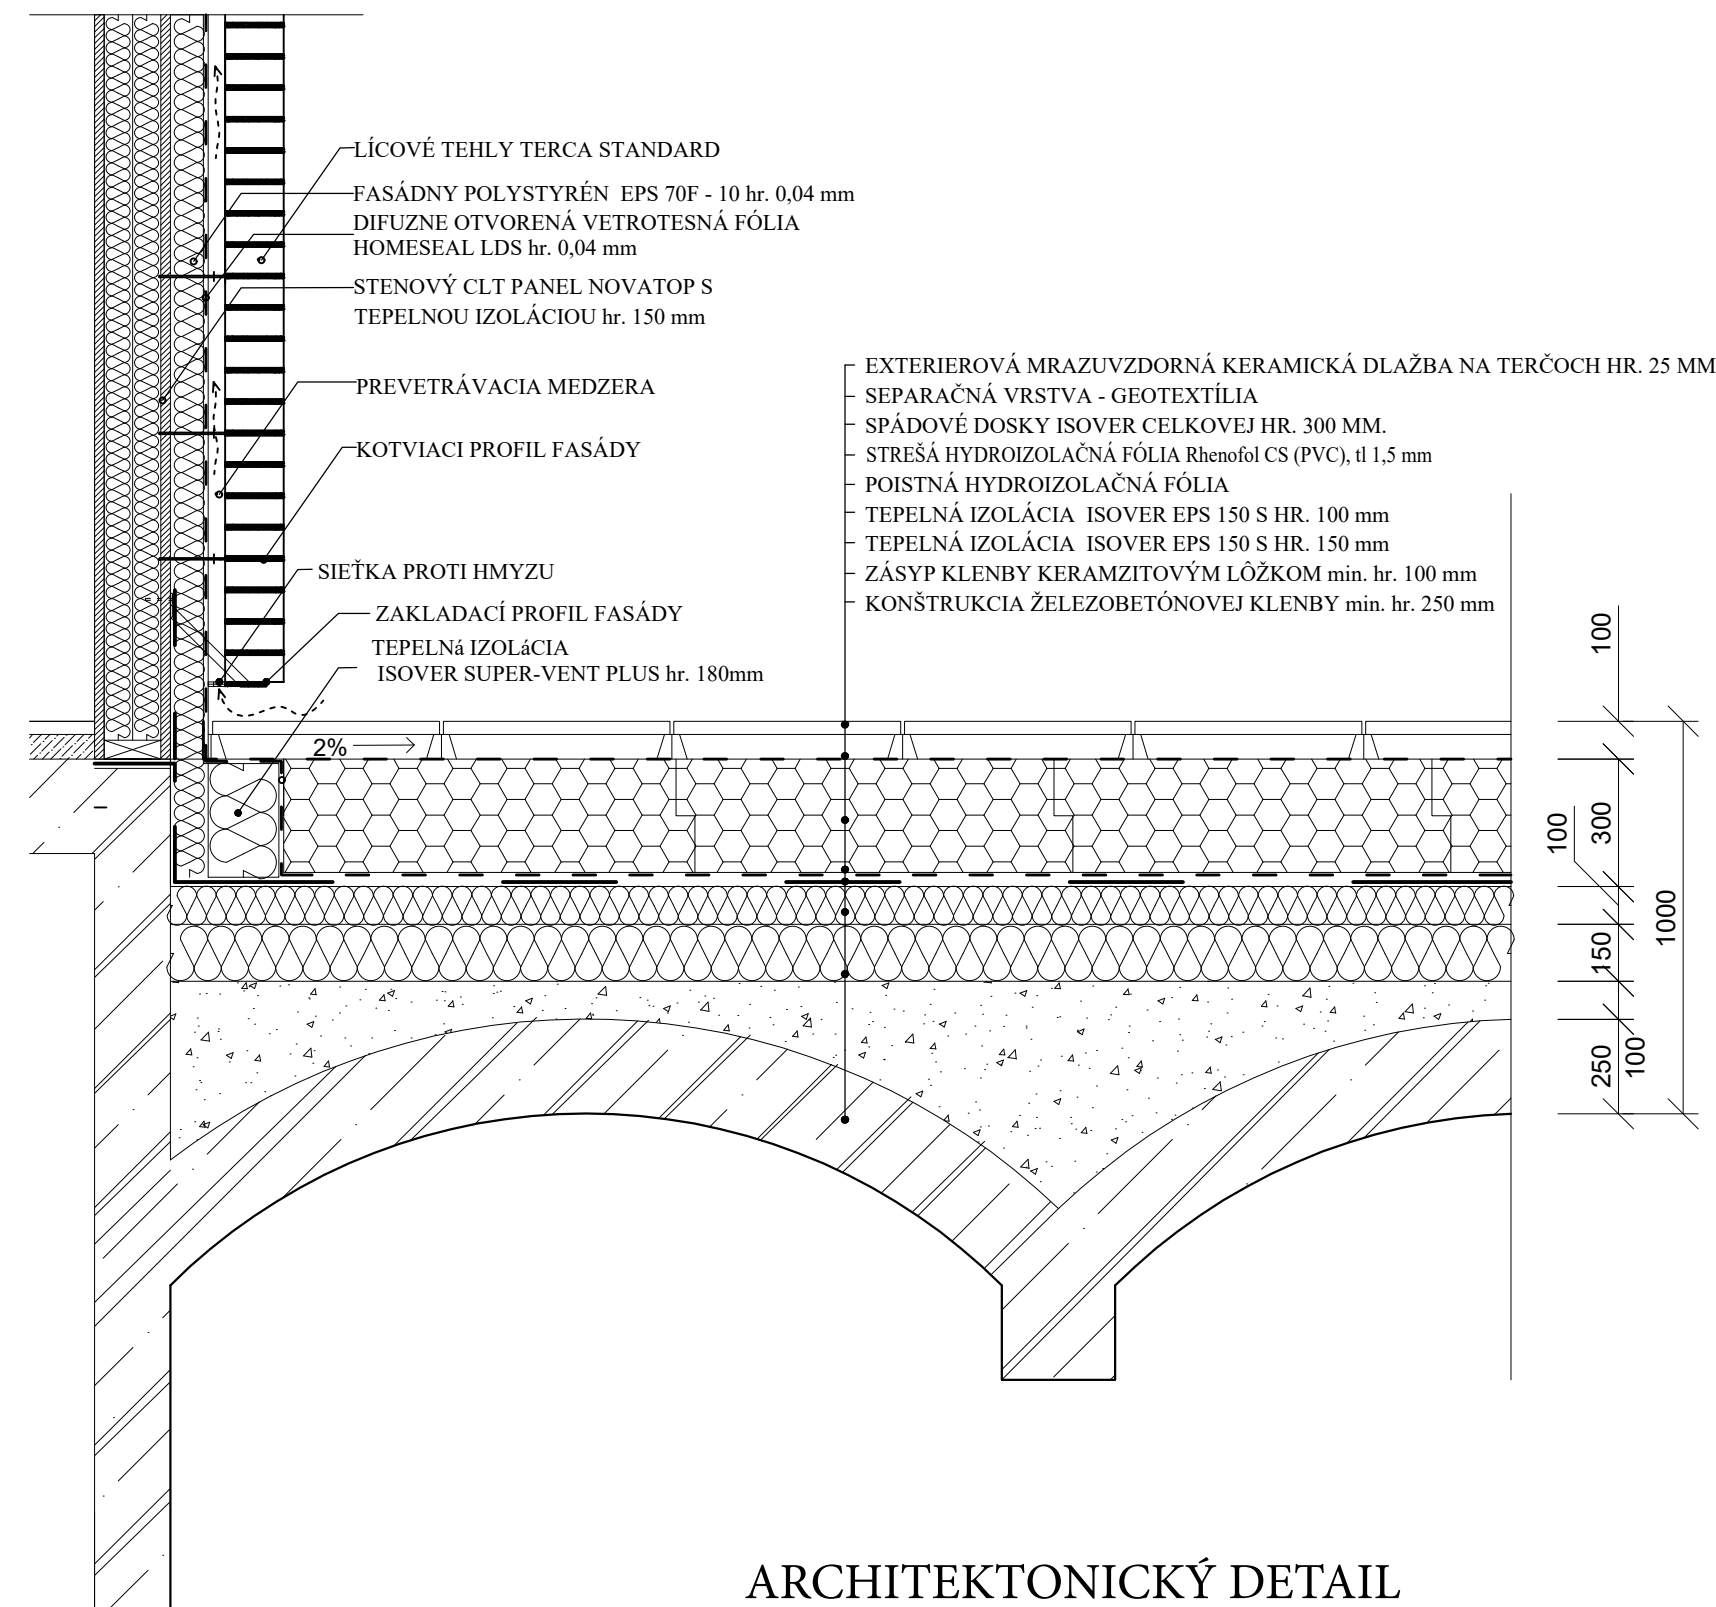 LÍCOVÉ TEHLY TERCA STANDARD
FASÁDNY POLYSTYRÉN  EPS 70F - 10 hr. 0,04 mm
DIFUZNE OTVORENÁ VETROTESNÁ FÓLIA
HOMESEAL LDS hr. 0,04 mm
STENOVÝ CLT PANEL NOVATOP S
TEPELNOU IZOLÁCIOU hr. 150 mm
PREVETRÁVACIA MEDZERA
KOTVIACI PROFIL FASÁDY
SIEŤKA PROTI HMYZU
ZAKLADACÍ PROFIL FASÁDY
TEPELNá IZOLáCIA
ISOVER SUPER-VENT PLUS hr. 180mm
EXTERIEROVÁ MRAZUVZDORNÁ KERAMICKÁ DLAŽBA NA TERČOCH HR. 25 MM
SEPARAČNÁ VRSTVA - GEOTEXTÍLIA
SPÁDOVÉ DOSKY ISOVER CELKOVEJ HR. 300 MM.
STREŠÁ HYDROIZOLAČNÁ FÓLIA Rhenofol CS (PVC), tl 1,5 mm
POISTNÁ HYDROIZOLAČNÁ FÓLIA
TEPELNÁ IZOLÁCIA  ISOVER EPS 150 S HR. 100 mm
TEPELNÁ IZOLÁCIA  ISOVER EPS 150 S HR. 150 mm
ZÁSYP KLENBY KERAMZITOVÝM LÔŽKOM min. hr. 100 mm
KONŠTRUKCIA ŽELEZOBETÓNOVEJ KLENBY min. hr. 250 mm
2%
100
300
100
150
1000
250
100
ARCHITEKTONICKÝ DETAIL